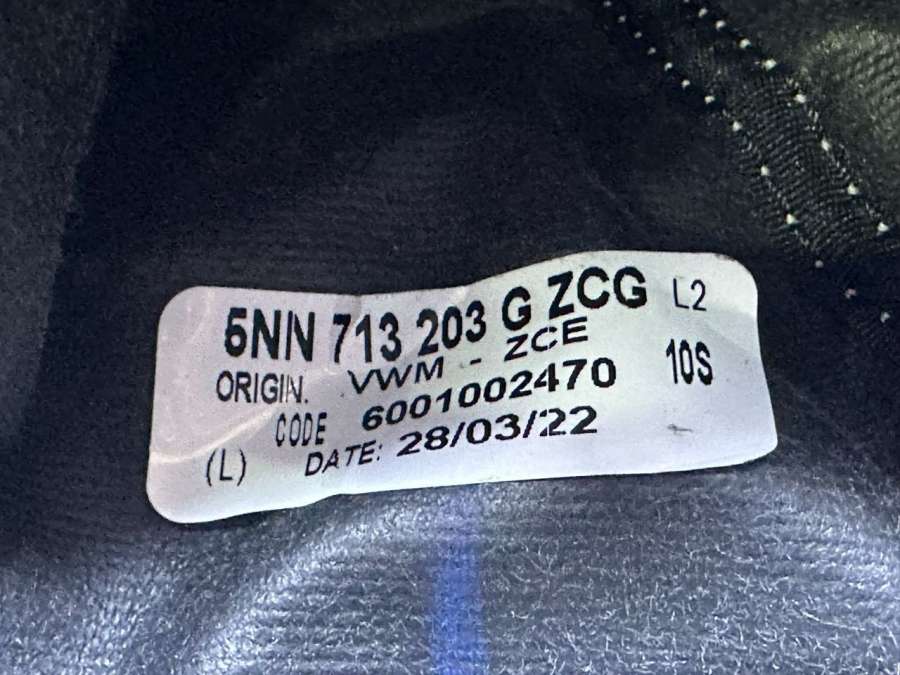 5NN 713 203 G ZCG L2
ORIGIN. VWM - ZCE 10S
CODE 6001002470
(L) DATE: 28/03/22